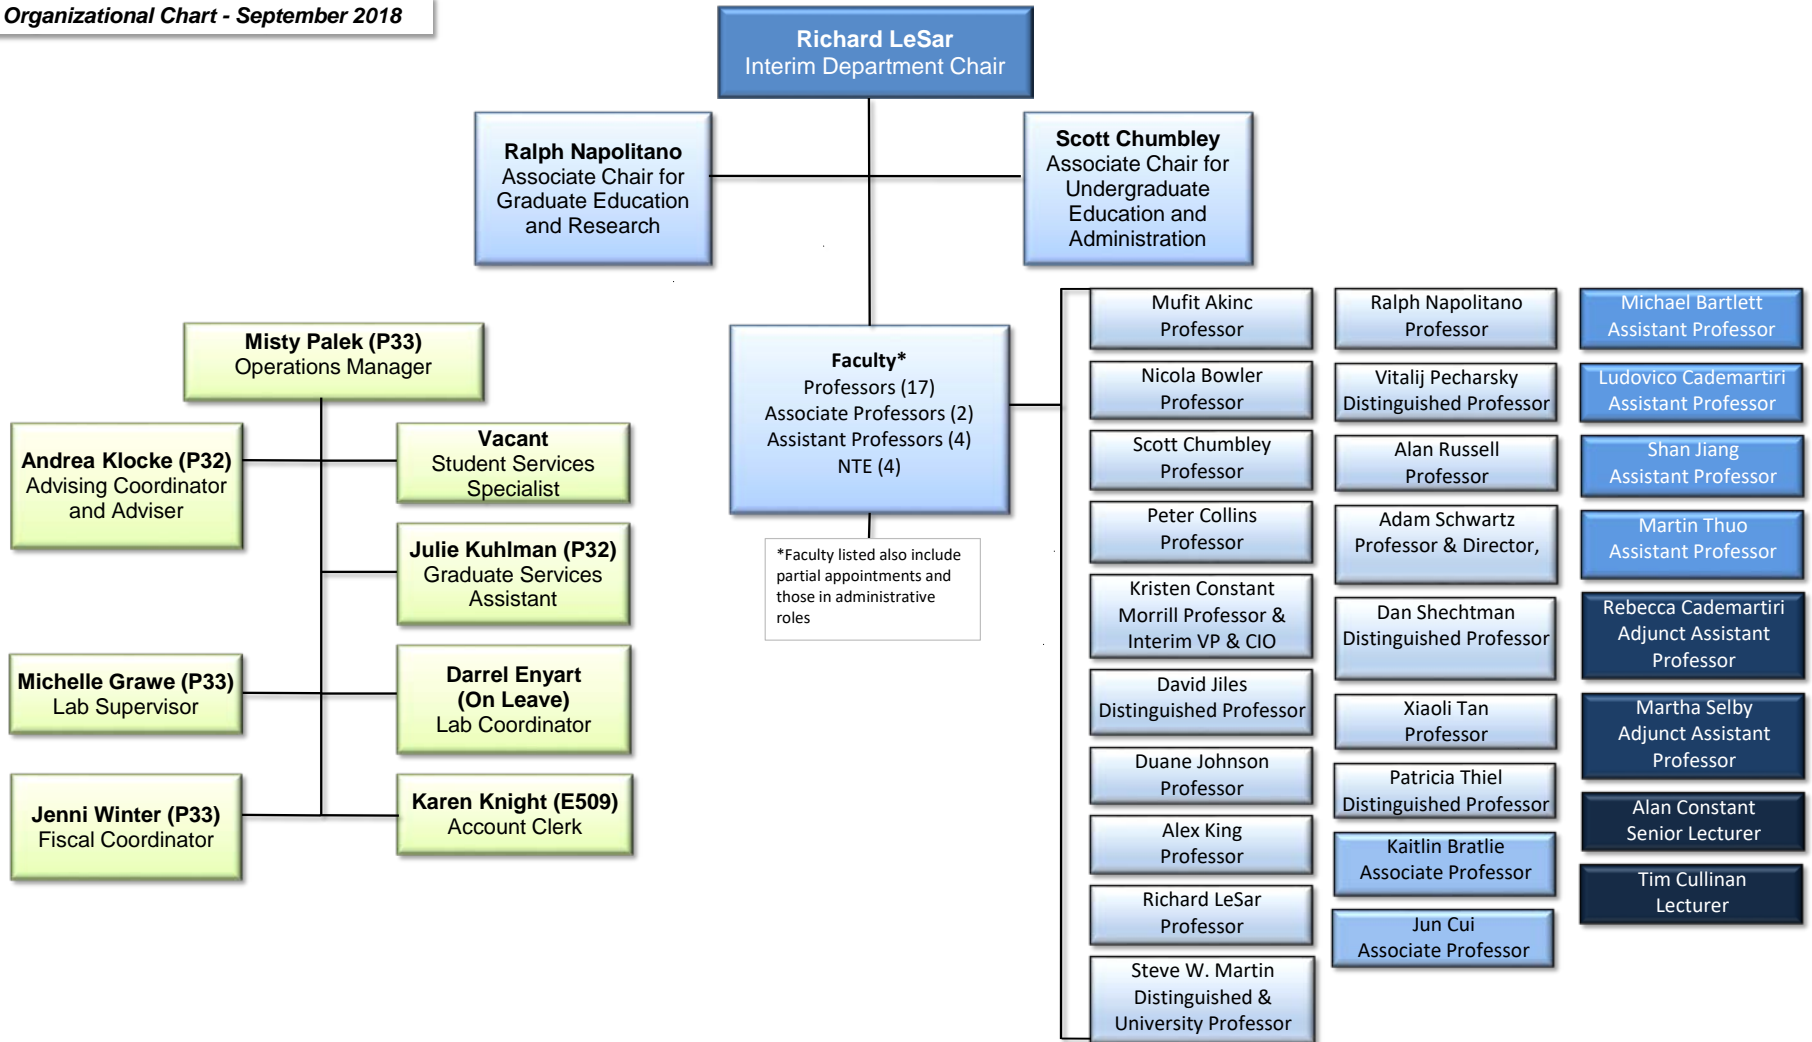 Organizational Chart - September 2018
Richard LeSar
Interim Department Chair
Ralph Napolitano
Associate Chair for
Graduate Education
and Research
Scott Chumbley
Associate Chair for
Undergraduate
Education and
Administration
Misty Palek (P33)
Operations Manager
Andrea Klocke (P32)
Advising Coordinator
and Adviser
Vacant
Student Services
Specialist
Julie Kuhlman (P32)
Graduate Services
Assistant
Michelle Grawe (P33)
Lab Supervisor
Darrel Enyart
(On Leave)
Lab Coordinator
Jenni Winter (P33)
Fiscal Coordinator
Karen Knight (E509)
Account Clerk
Faculty*
Professors (17)
Associate Professors (2)
Assistant Professors (4)
NTE (4)
*Faculty listed also include
partial appointments and
those in administrative
roles
Mufit Akinc
Professor
Nicola Bowler
Professor
Scott Chumbley
Professor
Peter Collins
Professor
Kristen Constant
Morrill Professor &
Interim VP & CIO
David Jiles
Distinguished Professor
Duane Johnson
Professor
Alex King
Professor
Richard LeSar
Professor
Steve W. Martin
Distinguished &
University Professor
Ralph Napolitano
Professor
Vitalij Pecharsky
Distinguished Professor
Alan Russell
Professor
Adam Schwartz
Professor & Director,
Dan Shechtman
Distinguished Professor
Xiaoli Tan
Professor
Patricia Thiel
Distinguished Professor
Kaitlin Bratlie
Associate Professor
Jun Cui
Associate Professor
Michael Bartlett
Assistant Professor
Ludovico Cademartiri
Assistant Professor
Shan Jiang
Assistant Professor
Martin Thuo
Assistant Professor
Rebecca Cademartiri
Adjunct Assistant
Professor
Martha Selby
Adjunct Assistant
Professor
Alan Constant
Senior Lecturer
Tim Cullinan
Lecturer